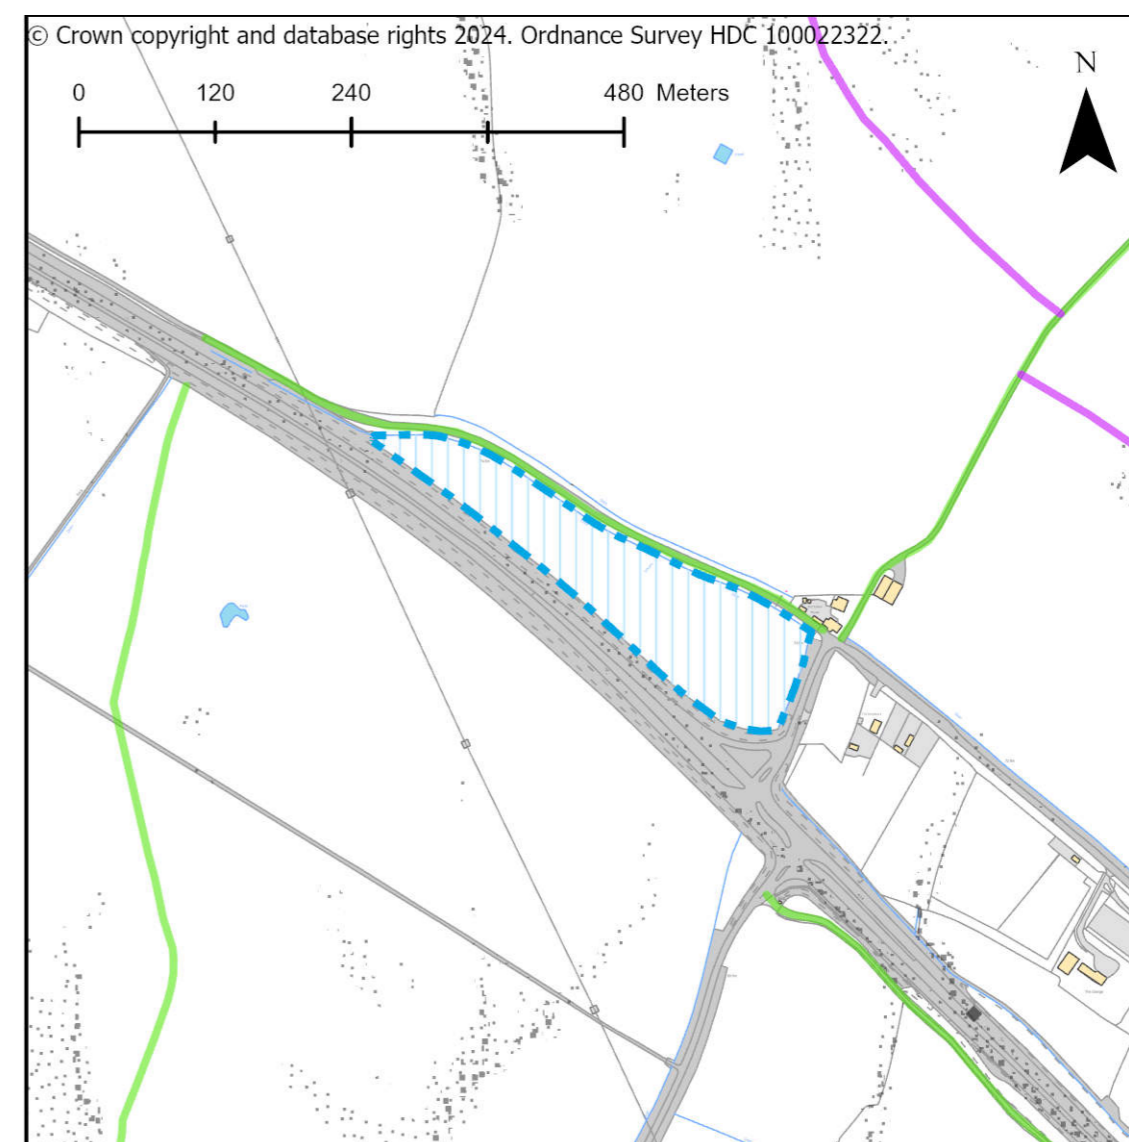 © Crown copyright and database rights 2024. Ordnance Survey HDC 100022322.
0 120 240 480 Meters
N